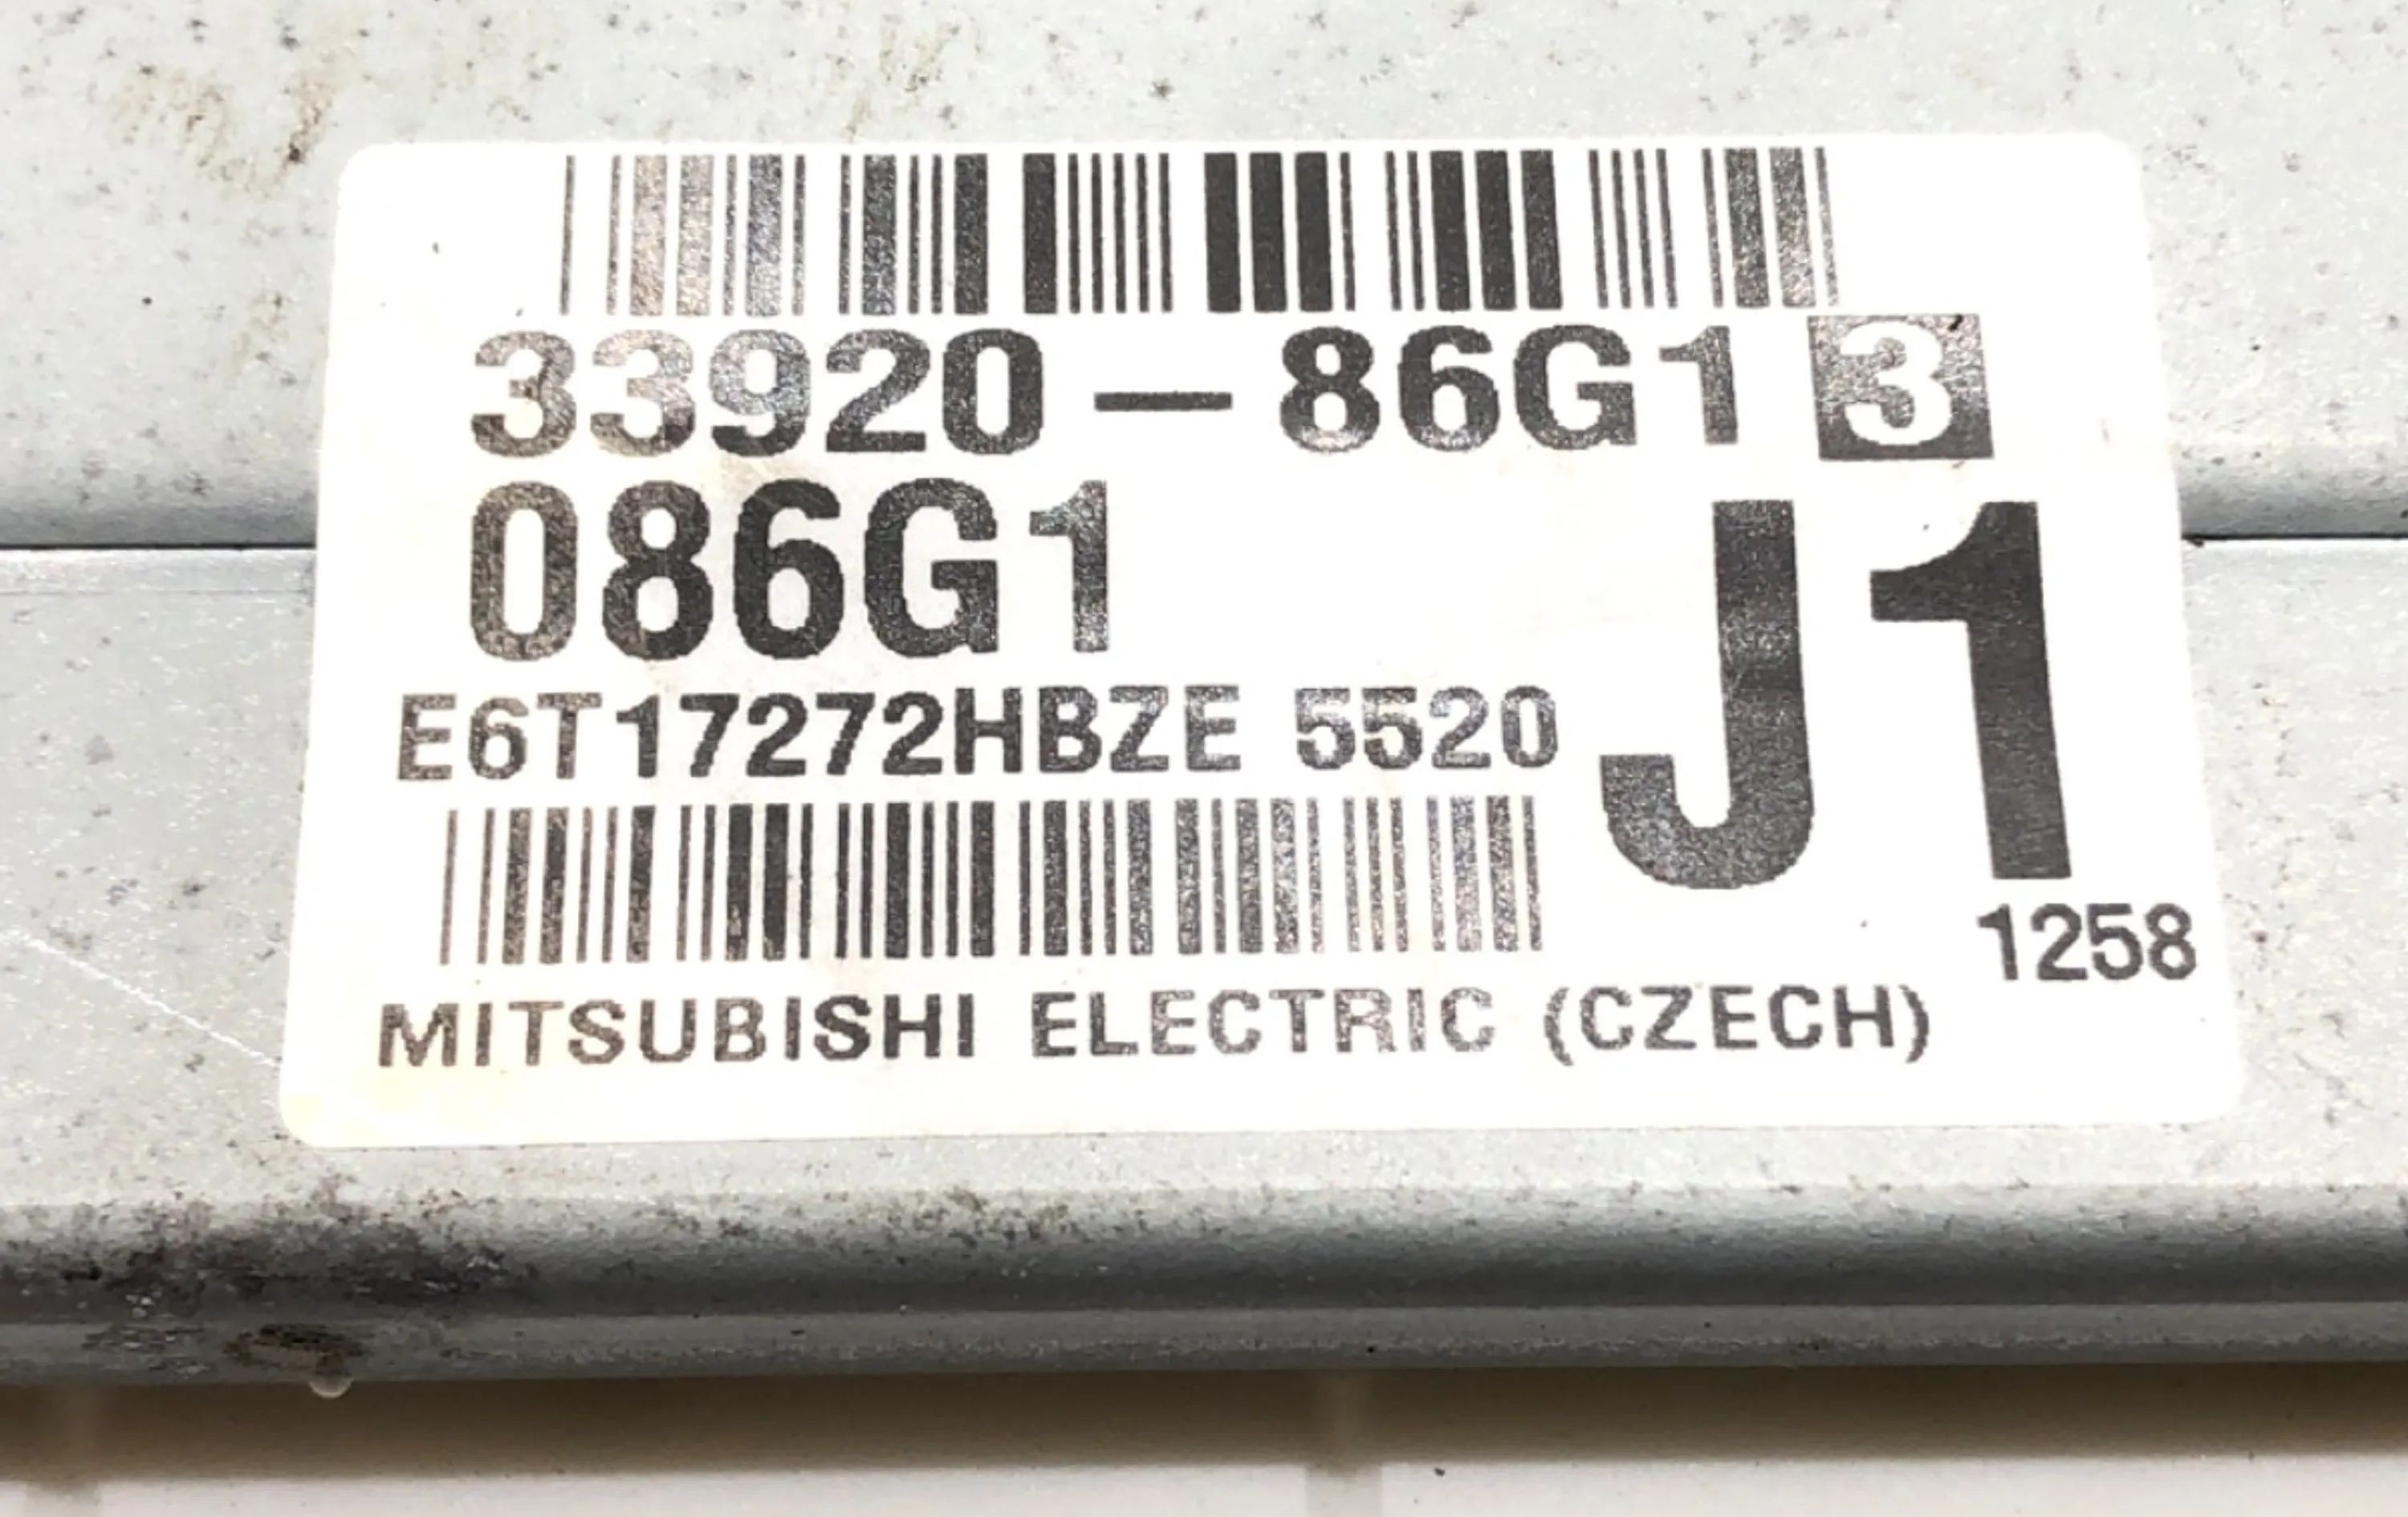 33920-86G1 3
086G1
J1
E6T17272HBZE 5520
1258
MITSUBISHI ELECTRIC (CZECH)